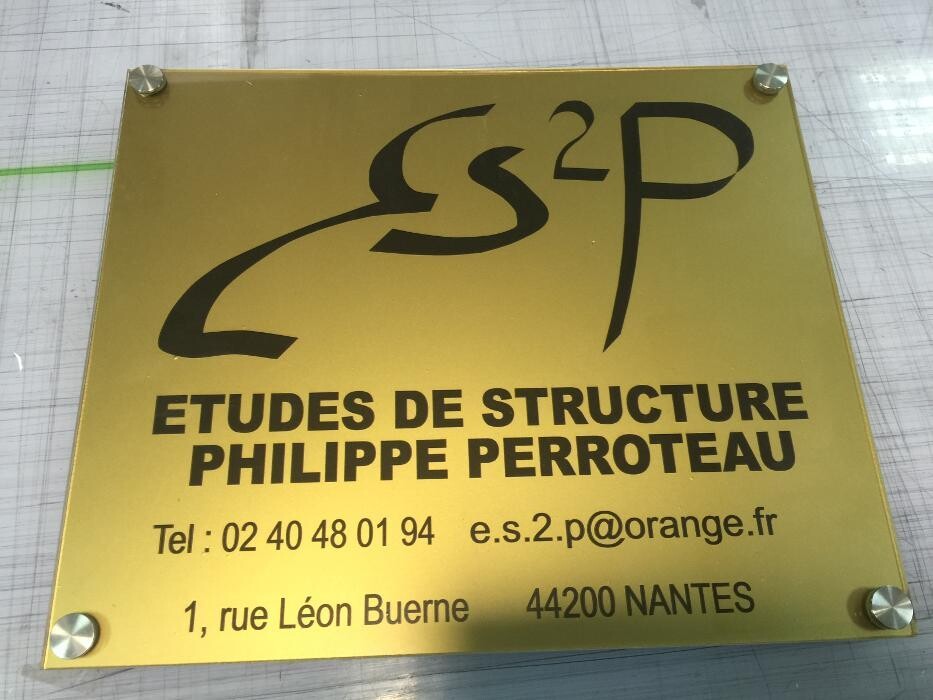 Es2P
ETUDES DE STRUCTURE
PHILIPPE PERROTEAU
Tel : 02 40 48 01 94 e.s.2.p@orange.fr
1, rue Léon Buerne 44200 NANTES